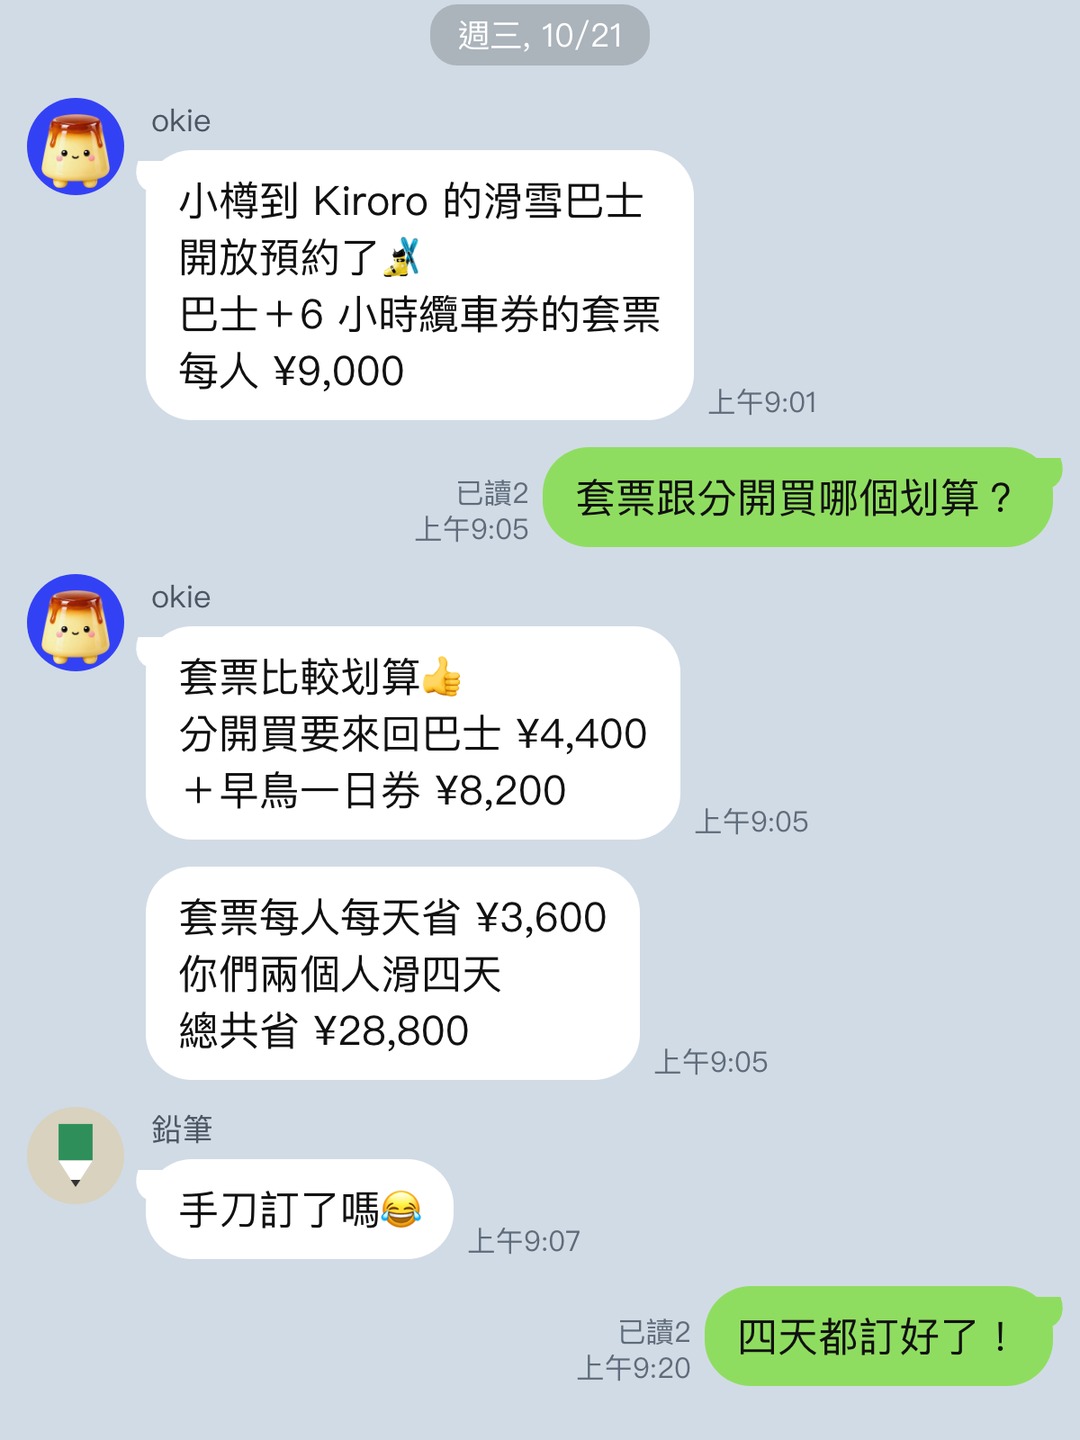 週三, 10/21
okie
小樽到 Kiroro 的滑雪巴士
開放預約了🎿
巴士＋6 小時纜車券的套票
每人 ¥9,000
上午9:01
套票跟分開買哪個划算？
已讀2
上午9:05
okie
套票比較划算👍
分開買要來回巴士 ¥4,400
＋早鳥一日券 ¥8,200
上午9:05
套票每人每天省 ¥3,600
你們兩個人滑四天
總共省 ¥28,800
上午9:05
鉛筆
手刀訂了嗎😂
上午9:07
四天都訂好了！
已讀2
上午9:20